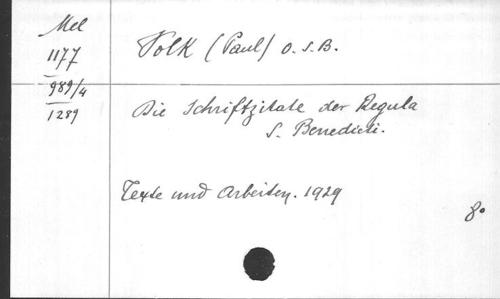 Mel
1177
989/4
1289
Volk (Paul) O. S. B.
Die Schriftzitate der Regula
S. Benedicti.
Texte und Arbeiten. 1929
8°